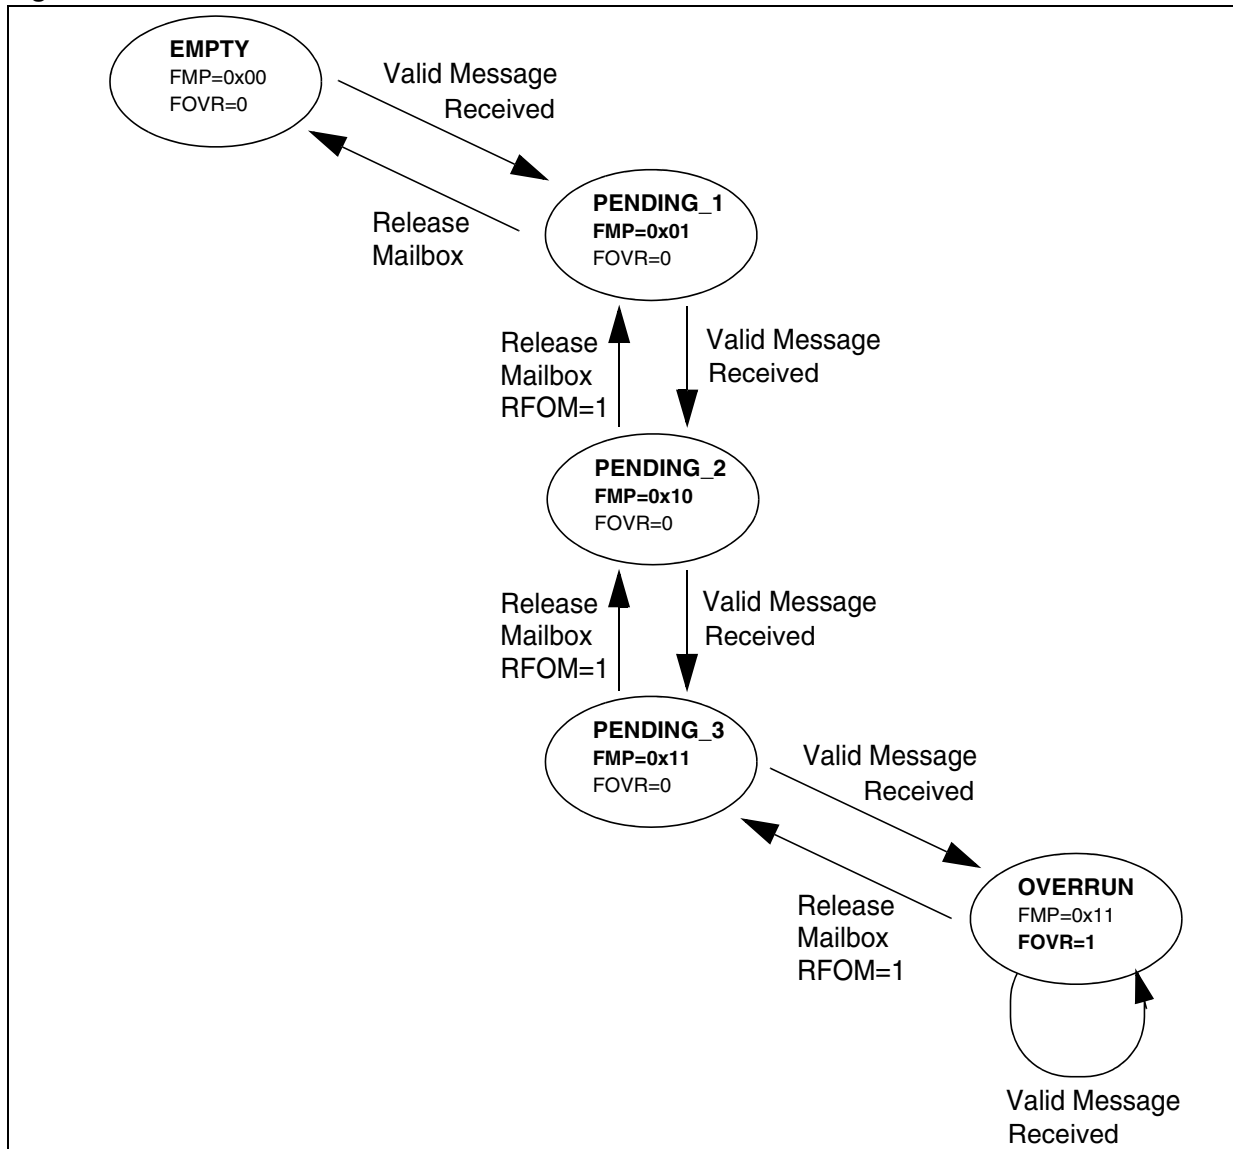 EMPTY
FMP=0x00
FOVR=0
Valid Message
Received
Release
Mailbox
PENDING_1
FMP=0x01
FOVR=0
Release
Mailbox
RFOM=1
Valid Message
Received
PENDING_2
FMP=0x10
FOVR=0
Release
Mailbox
RFOM=1
Valid Message
Received
PENDING_3
FMP=0x11
FOVR=0
Valid Message
Received
Release
Mailbox
RFOM=1
OVERRUN
FMP=0x11
FOVR=1
Valid Message
Received